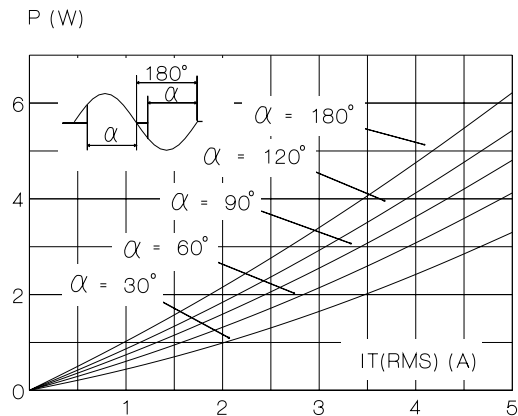 P (W)
180°
α
α
α = 180°
α = 120°
α = 90°
α = 60°
α = 30°
6
4
2
0
IT(RMS) (A)
1
2
3
4
5